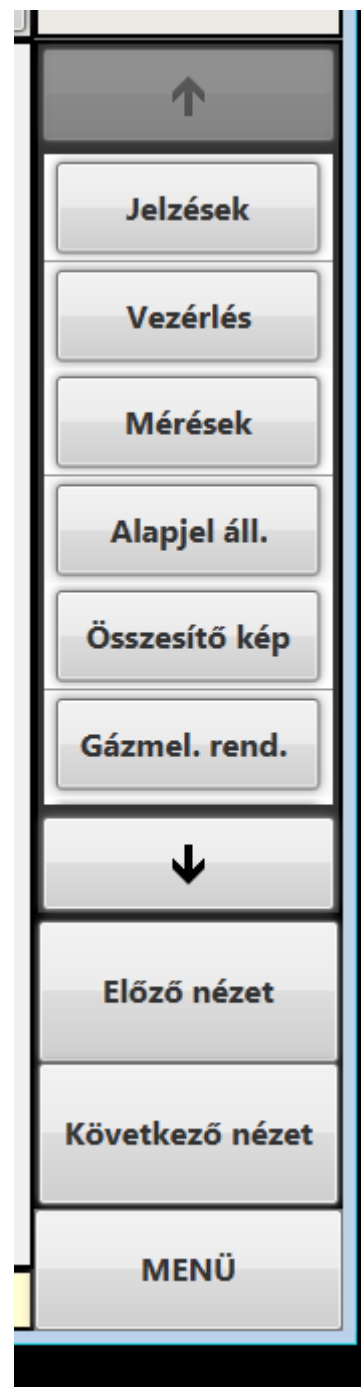 Jelzések
Vezérlés
Mérések
Alapjel áll.
Összesítő kép
Gázmel. rend.
Előző nézet
Következő nézet
MENÜ